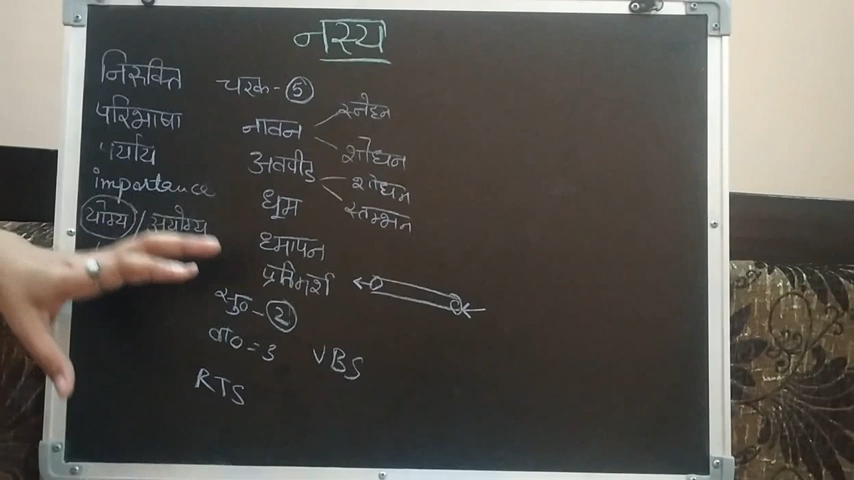 नस्य
निरुक्ति
परिभाषा
पर्याय
importance
योग्य / अयोग्य
चरक - 5
नावन
स्नेहन
शोधन
अवपीड
शोधन
स्तम्भन
धूम
ध्मापन
प्रतिमर्श
सु० - 2
वा० = 3
VBS
RTS